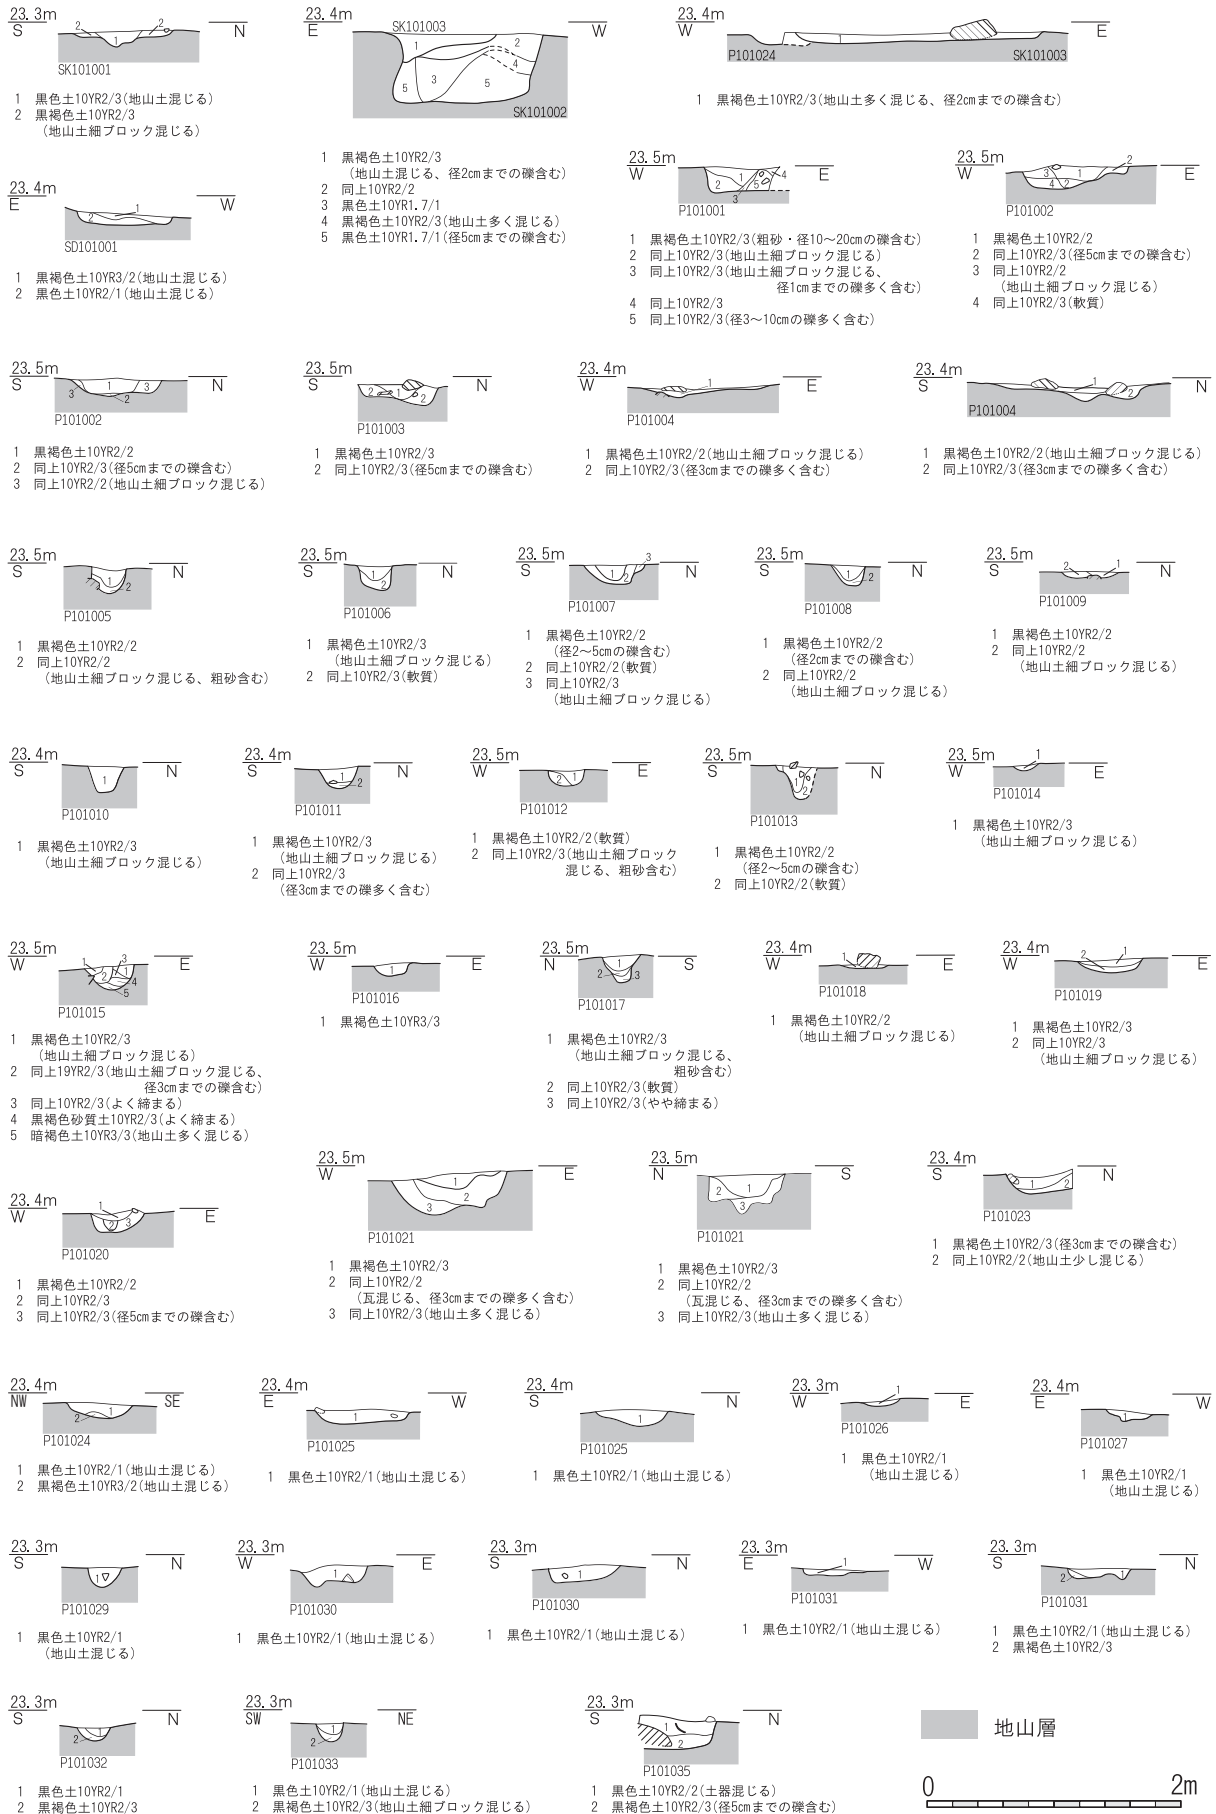 23.3m
S N
SK101001
1 黒色土10YR2/3(地山土混じる)
2 黒褐色土10YR2/3
(地山土細ブロック混じる)
23.4m
E W
SK101003
SK101002
1 黒褐色土10YR2/3
(地山土混じる、径2cmまでの礫含む)
2 同上10YR2/2
3 黒色土10YR1.7/1
4 黒褐色土10YR2/3(地山土多く混じる)
5 黒色土10YR1.7/1(径5cmまでの礫含む)
23.4m
W E
P101024 SK101003
1 黒褐色土10YR2/3(地山土多く混じる、径2cmまでの礫含む)
23.4m
E W
SD101001
1 黒褐色土10YR3/2(地山土混じる)
2 黒色土10YR2/1(地山土混じる)
23.5m
W E
P101001
1 黒褐色土10YR2/3(粗砂・径10～20cmの礫含む)
2 同上10YR2/3(地山土細ブロック混じる)
3 同上10YR2/3(地山土細ブロック混じる、
径1cmまでの礫多く含む)
4 同上10YR2/3
5 同上10YR2/3(径3～10cmの礫多く含む)
23.5m
W E
P101002
1 黒褐色土10YR2/2
2 同上10YR2/3(径5cmまでの礫含む)
3 同上10YR2/2
(地山土細ブロック混じる)
4 同上10YR2/3(軟質)
23.5m
S N
P101002
1 黒褐色土10YR2/2
2 同上10YR2/3(径5cmまでの礫含む)
3 同上10YR2/2(地山土細ブロック混じる)
23.5m
S N
P101003
1 黒褐色土10YR2/3
2 同上10YR2/3(径5cmまでの礫含む)
23.4m
W E
P101004
1 黒褐色土10YR2/2(地山土細ブロック混じる)
2 同上10YR2/3(径3cmまでの礫多く含む)
23.4m
S N
P101004
1 黒褐色土10YR2/2(地山土細ブロック混じる)
2 同上10YR2/3(径3cmまでの礫多く含む)
23.5m
S N
P101005
1 黒褐色土10YR2/2
2 同上10YR2/2
(地山土細ブロック混じる、粗砂含む)
23.5m
S N
P101006
1 黒褐色土10YR2/3
(地山土細ブロック混じる)
2 同上10YR2/3(軟質)
23.5m
S N
P101007
1 黒褐色土10YR2/2
(径2～5cmの礫含む)
2 同上10YR2/2(軟質)
3 同上10YR2/3
(地山土細ブロック混じる)
23.5m
S N
P101008
1 黒褐色土10YR2/2
(径2cmまでの礫含む)
2 同上10YR2/2
(地山土細ブロック混じる)
23.5m
S N
P101009
1 黒褐色土10YR2/2
2 同上10YR2/2
(地山土細ブロック混じる)
23.4m
S N
P101010
1 黒褐色土10YR2/3
(地山土細ブロック混じる)
23.4m
S N
P101011
1 黒褐色土10YR2/3
(地山土細ブロック混じる)
2 同上10YR2/3
(径3cmまでの礫多く含む)
23.5m
W E
P101012
1 黒褐色土10YR2/2(軟質)
2 同上10YR2/3(地山土細ブロック
混じる、粗砂含む)
23.5m
S N
P101013
1 黒褐色土10YR2/2
(径2～5cmの礫含む)
2 同上10YR2/2(軟質)
23.5m
W E
P101014
1 黒褐色土10YR2/3
(地山土細ブロック混じる)
23.5m
W E
P101015
1 黒褐色土10YR2/3
(地山土細ブロック混じる)
2 同上19YR2/3(地山土細ブロック混じる、
径3cmまでの礫含む)
3 同上10YR2/3(よく締まる)
4 黒褐色砂質土10YR2/3(よく締まる)
5 暗褐色土10YR3/3(地山土多く混じる)
23.5m
W E
P101016
1 黒褐色土10YR3/3
23.5m
N S
P101017
1 黒褐色土10YR2/3
(地山土細ブロック混じる、
粗砂含む)
2 同上10YR2/3(軟質)
3 同上10YR2/3(やや締まる)
23.4m
W E
P101018
1 黒褐色土10YR2/2
(地山土細ブロック混じる)
23.4m
W E
P101019
1 黒褐色土10YR2/3
2 同上10YR2/3
(地山土細ブロック混じる)
23.4m
W E
P101020
1 黒褐色土10YR2/2
2 同上10YR2/3
3 同上10YR2/3(径5cmまでの礫含む)
23.5m
W E
P101021
1 黒褐色土10YR2/3
2 同上10YR2/2
(瓦混じる、径3cmまでの礫多く含む)
3 同上10YR2/3(地山土多く混じる)
23.5m
N S
P101021
1 黒褐色土10YR2/3
2 同上10YR2/2
(瓦混じる、径3cmまでの礫多く含む)
3 同上10YR2/3(地山土多く混じる)
23.4m
S N
P101023
1 黒褐色土10YR2/3(径3cmまでの礫含む)
2 同上10YR2/2(地山土少し混じる)
23.4m
NW SE
P101024
1 黒色土10YR2/1(地山土混じる)
2 黒褐色土10YR3/2(地山土混じる)
23.4m
E W
P101025
1 黒色土10YR2/1(地山土混じる)
23.4m
S N
P101025
1 黒色土10YR2/1(地山土混じる)
23.3m
W E
P101026
1 黒色土10YR2/1
(地山土混じる)
23.4m
E W
P101027
1 黒色土10YR2/1
(地山土混じる)
23.3m
S N
P101029
1 黒色土10YR2/1
(地山土混じる)
23.3m
W E
P101030
1 黒色土10YR2/1(地山土混じる)
23.3m
S N
P101030
1 黒色土10YR2/1(地山土混じる)
23.3m
E W
P101031
1 黒色土10YR2/1(地山土混じる)
23.3m
S N
P101031
1 黒色土10YR2/1(地山土混じる)
2 黒褐色土10YR2/3
23.3m
S N
P101032
1 黒色土10YR2/1
2 黒褐色土10YR2/3
23.3m
SW NE
P101033
1 黒色土10YR2/1(地山土混じる)
2 黒褐色土10YR2/3(地山土細ブロック混じる)
23.3m
S N
P101035
1 黒色土10YR2/2(土器混じる)
2 黒褐色土10YR2/3(径5cmまでの礫含む)
地山層
0 2m